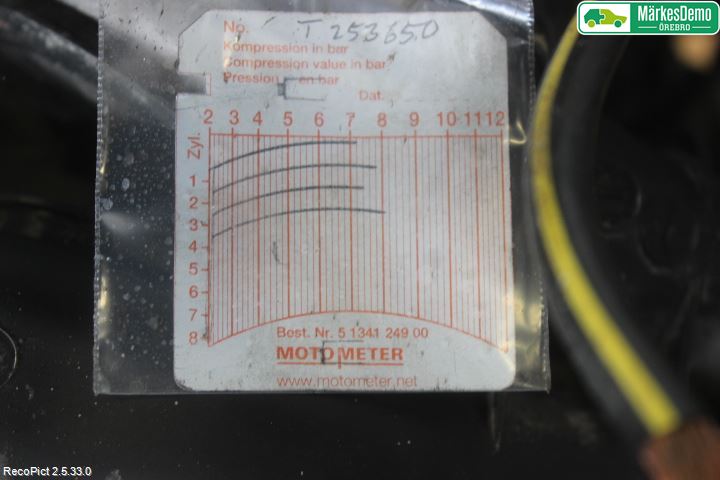 MärkesDemo
ÖREBRO
No. T 253650
Kompression in bar
Compression value in bar
Pression en bar
Dat.
2 3 4 5 6 7 8 9 10 11 12
Zyl.
1
2
3
4
5
6
7
8
Best. Nr. 5 1341 249 00
MOTOMETER
www.motometer.net
RecoPict 2.5.33.0